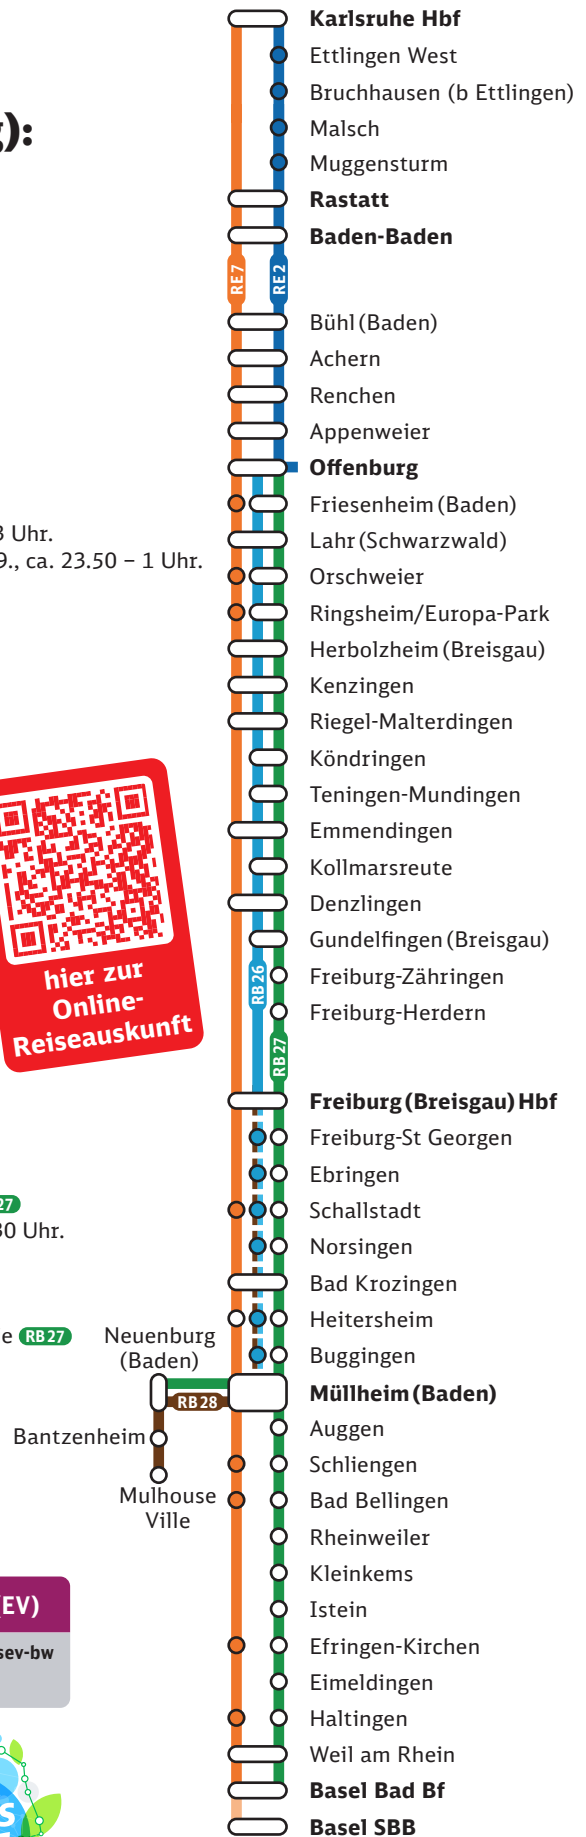 Karlsruhe Hbf
Ettlingen West
Bruchhausen (b Ettlingen)
g):
Malsch
Muggensturm
Rastatt
Baden-Baden
RE 7
RE 2
Bühl (Baden)
Achern
Renchen
Appenweier
Offenburg
Friesenheim (Baden)
Uhr.
Lahr (Schwarzwald)
9., ca. 23.50 – 1 Uhr.
Orschweier
Ringsheim/Europa-Park
Herbolzheim (Breisgau)
Kenzingen
Riegel-Malterdingen
Köndringen
Teningen-Mundingen
Emmendingen
Kollmarsreute
Denzlingen
Gundelfingen (Breisgau)
hier zur
Online-
Reiseauskunft
RB 26
Freiburg-Zähringen
Freiburg-Herdern
RB 27
Freiburg (Breisgau) Hbf
Freiburg-St Georgen
Ebringen
27
Schallstadt
30 Uhr.
Norsingen
Bad Krozingen
Heitersheim
e RB 27
Neuenburg
(Baden)
Buggingen
Müllheim (Baden)
RB 28
Auggen
Bantzenheim
Schliengen
Mulhouse
Ville
Bad Bellingen
Rheinweiler
Kleinkems
Istein
(EV)
Efringen-Kirchen
sev-bw
Eimeldingen
Haltingen
Weil am Rhein
Basel Bad Bf
s
Basel SBB